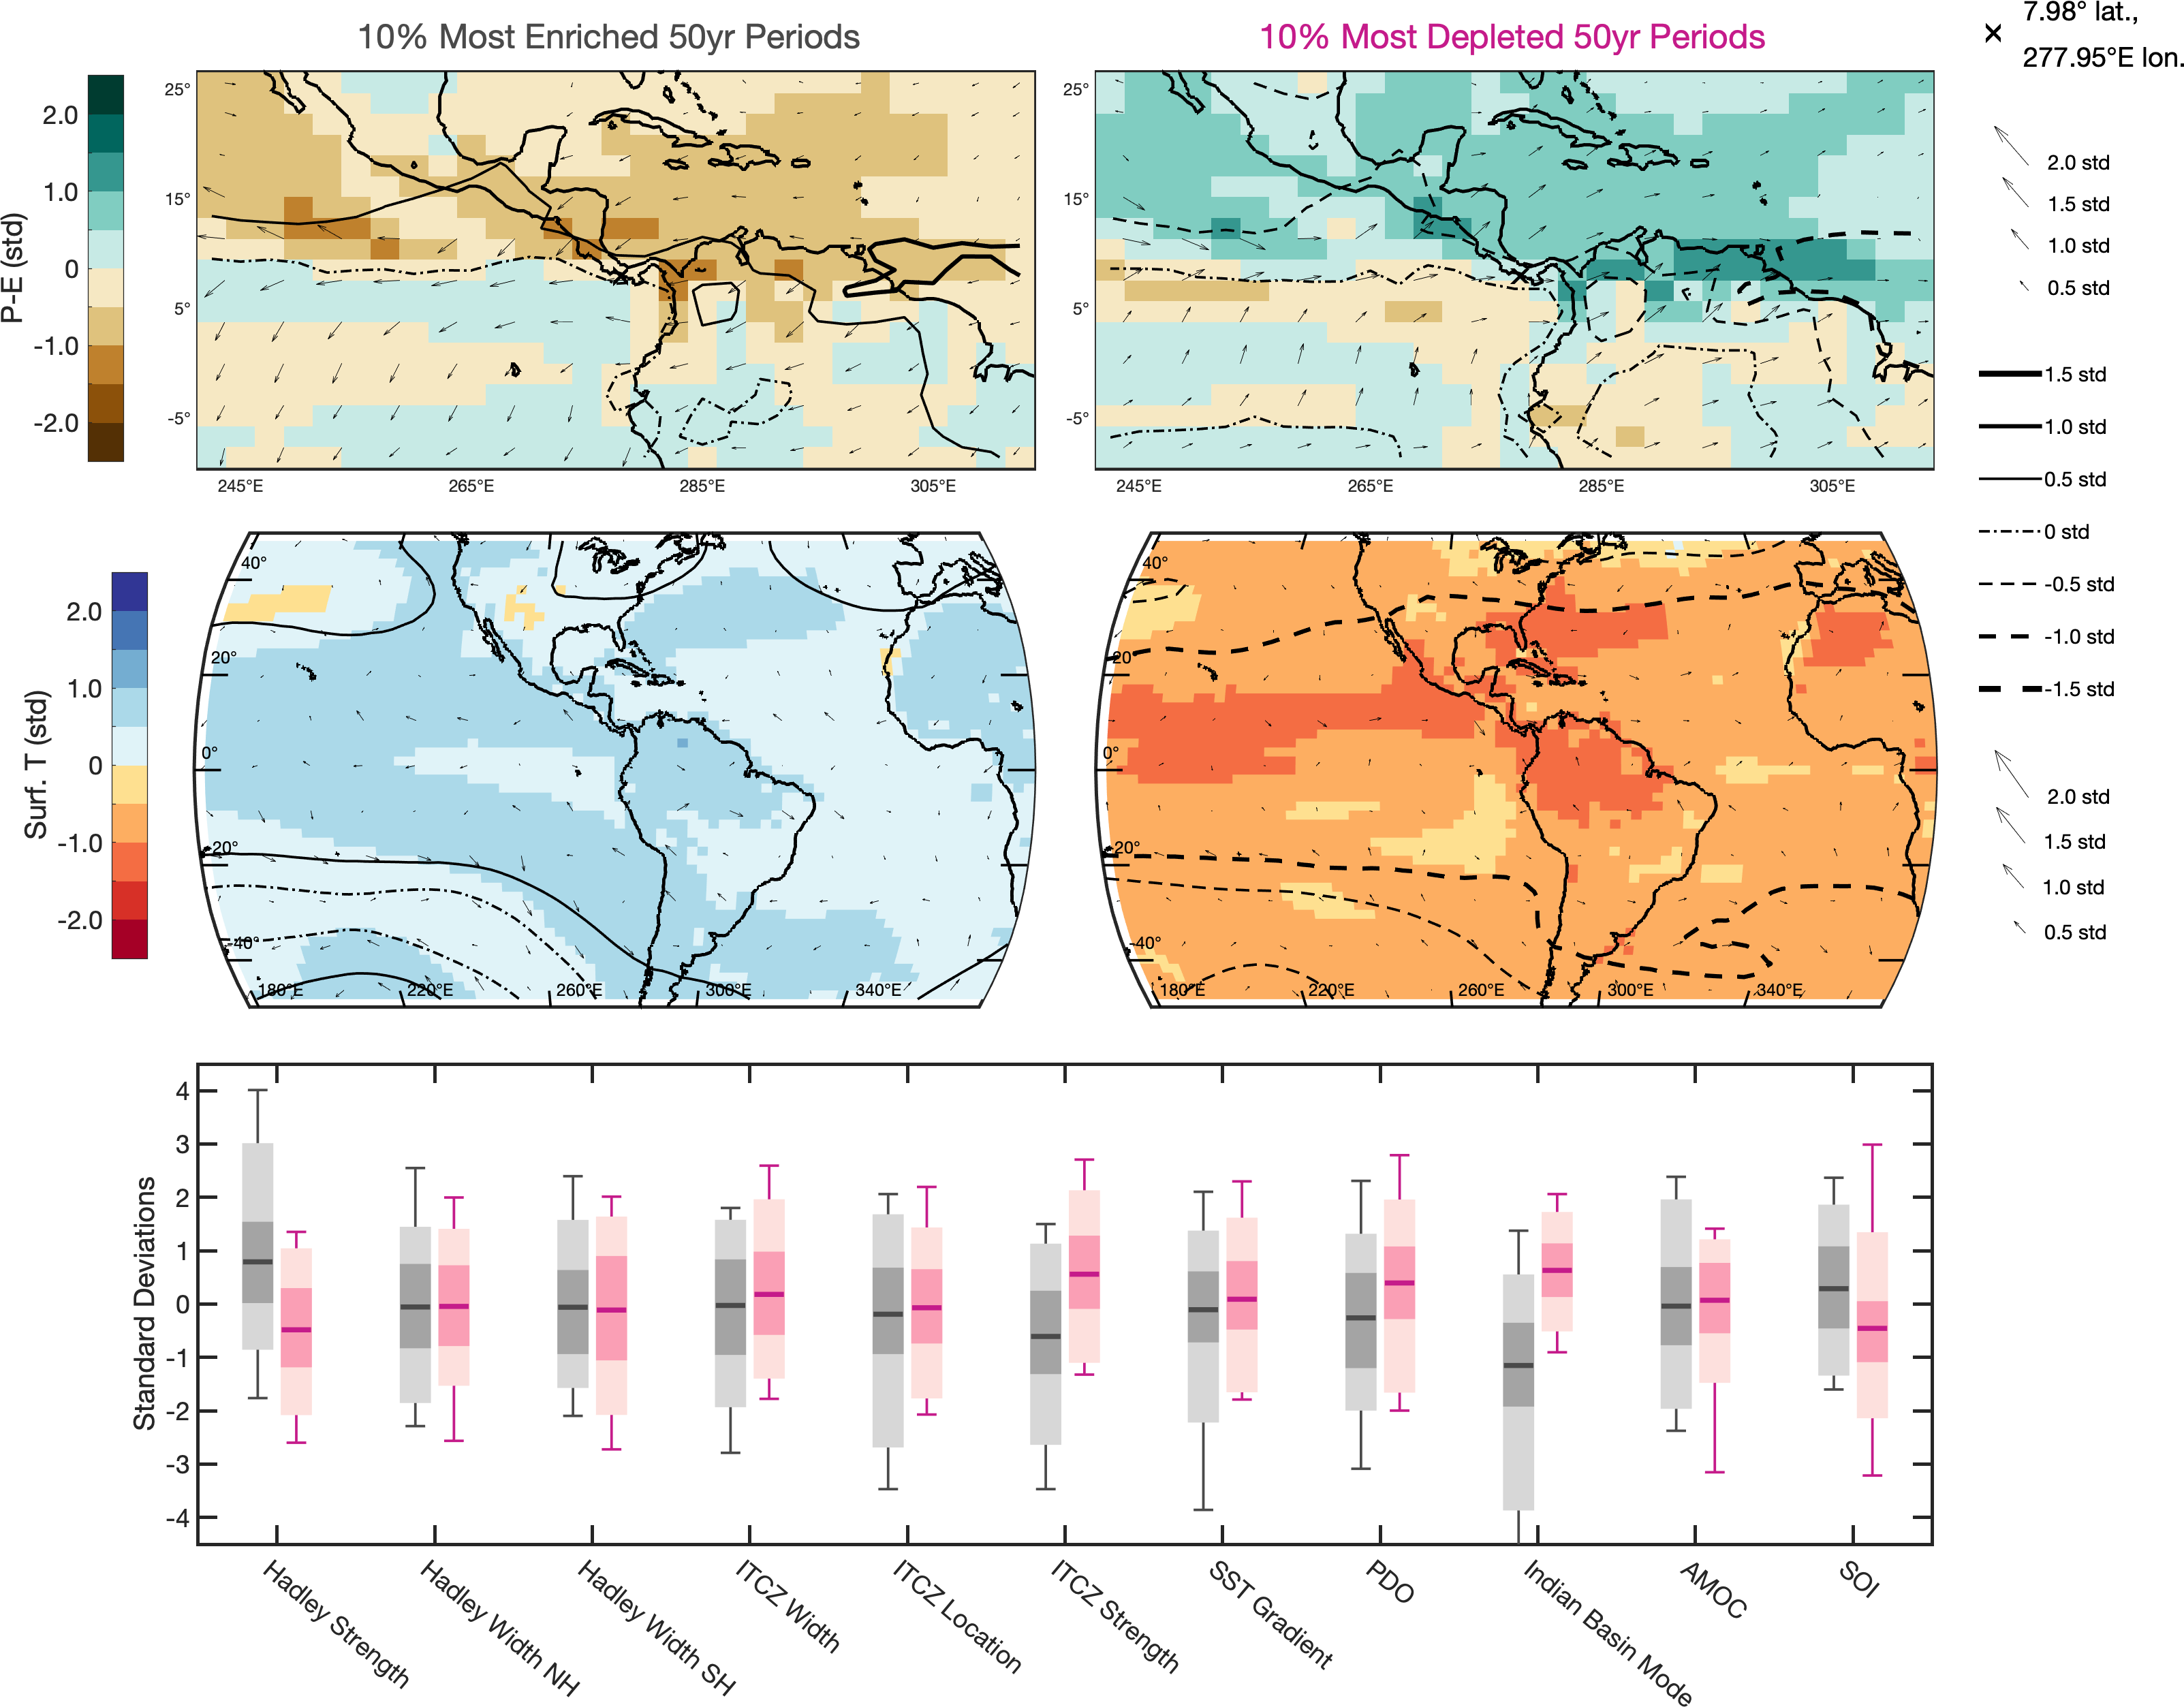 10% Most Enriched 50yr Periods
10% Most Depleted 50yr Periods
7.98° lat.,
277.95°E lon.
P-E (std)
2.0
1.0
0
-1.0
-2.0
25°
15°
5°
-5°
245°E
265°E
285°E
305°E
25°
15°
5°
-5°
245°E
265°E
285°E
305°E
2.0 std
1.5 std
1.0 std
0.5 std
1.5 std
1.0 std
0.5 std
0 std
-0.5 std
-1.0 std
-1.5 std
2.0 std
1.5 std
1.0 std
0.5 std
Surf. T (std)
2.0
1.0
0
-1.0
-2.0
40°
20°
0°
-20°
-40°
180°E
220°E
260°E
300°E
340°E
40°
20°
0°
-20°
-40°
180°E
220°E
260°E
300°E
340°E
Standard Deviations
4
3
2
1
0
-1
-2
-3
-4
Hadley Strength
Hadley Width NH
Hadley Width SH
ITCZ Width
ITCZ Location
ITCZ Strength
SST Gradient
PDO
Indian Basin Mode
AMOC
SOI